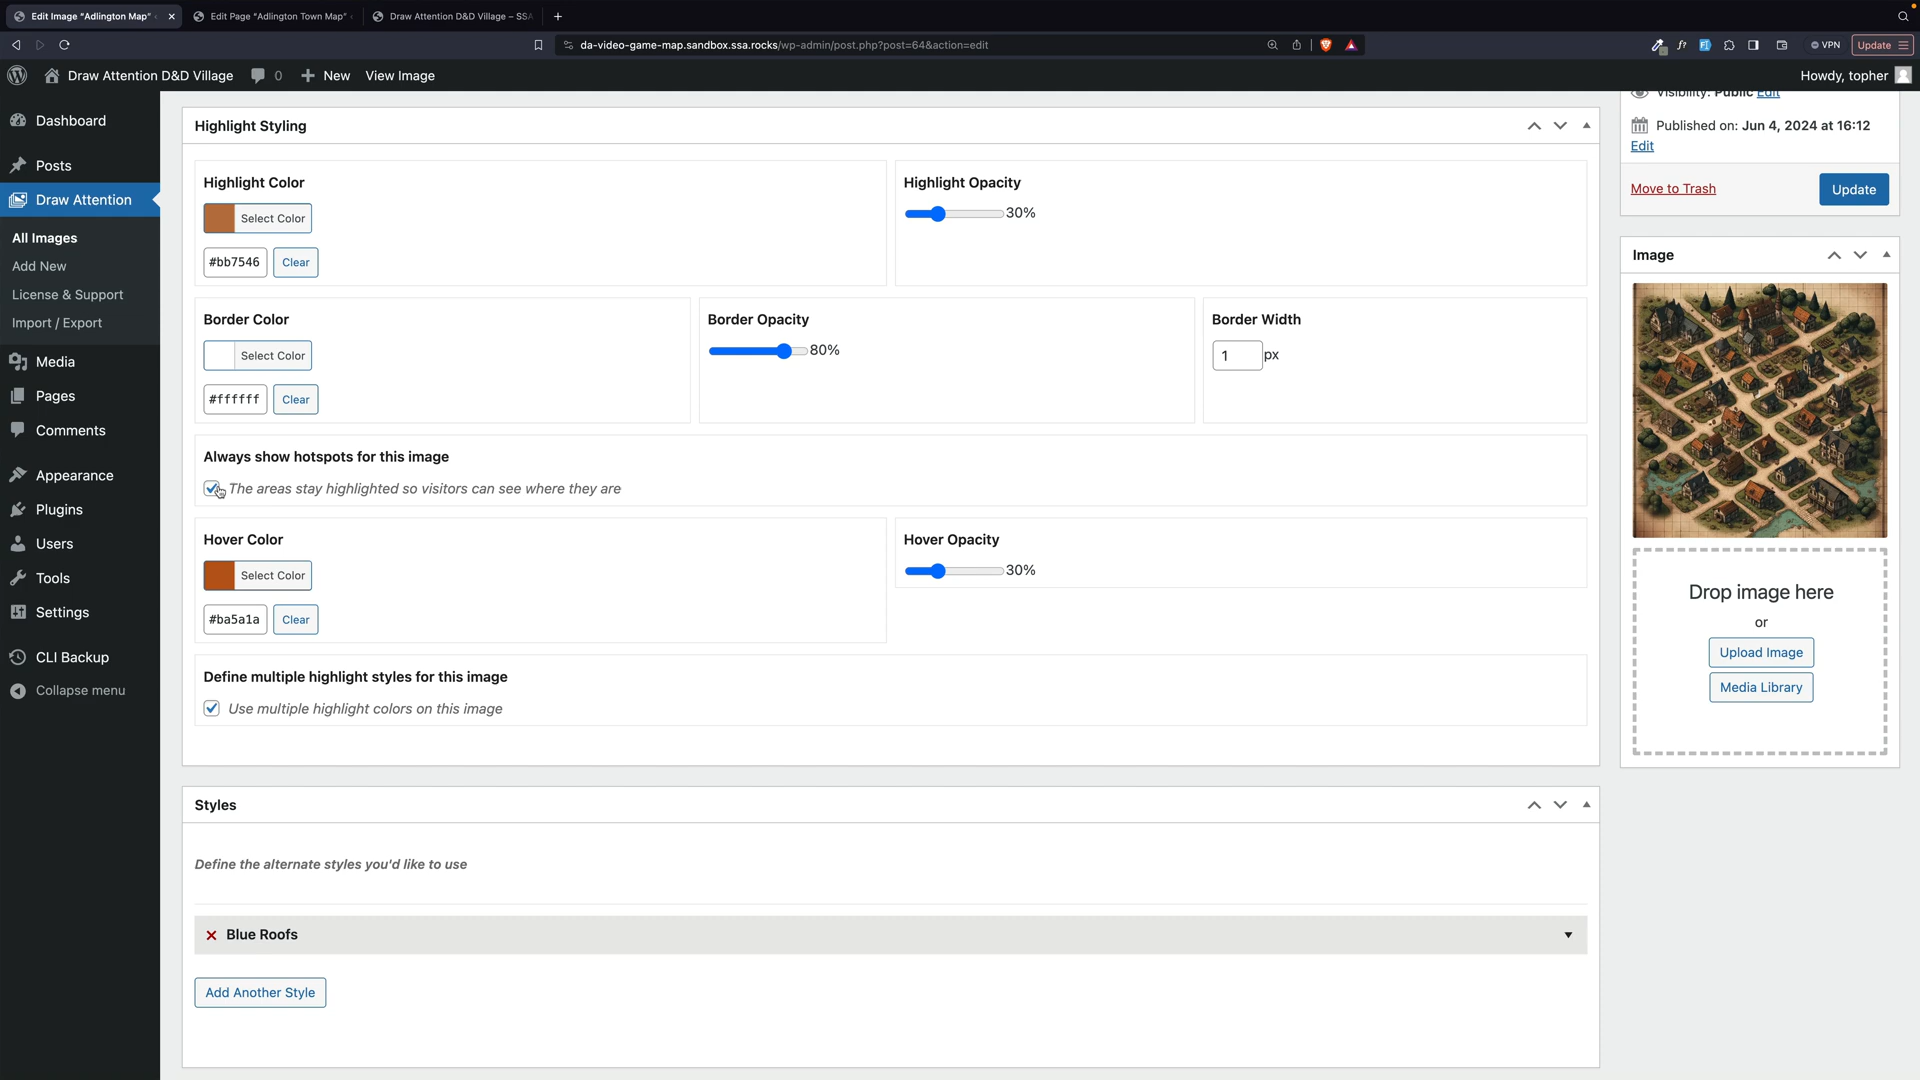 Edit Image "Adlington Map"
Edit Page "Adlington Town Map"
Draw Attention D&D Village – SSA
da-video-game-map.sandbox.ssa.rocks/wp-admin/post.php?post=64&action=edit
VPN
Update
Draw Attention D&D Village
0
New
View Image
Howdy, topher
Dashboard
Posts
Draw Attention
All Images
Add New
License & Support
Import / Export
Media
Pages
Comments
Appearance
Plugins
Users
Tools
Settings
CLI Backup
Collapse menu
Highlight Styling
Highlight Color
Select Color
#bb7546
Clear
Highlight Opacity
30%
Border Color
Select Color
#ffffff
Clear
Border Opacity
80%
Border Width
1
px
Always show hotspots for this image
The areas stay highlighted so visitors can see where they are
Hover Color
Select Color
#ba5a1a
Clear
Hover Opacity
30%
Define multiple highlight styles for this image
Use multiple highlight colors on this image
Styles
Define the alternate styles you'd like to use
Blue Roofs
Add Another Style
Visibility: Public Edit
Published on: Jun 4, 2024 at 16:12
Edit
Move to Trash
Update
Image
Drop image here
or
Upload Image
Media Library